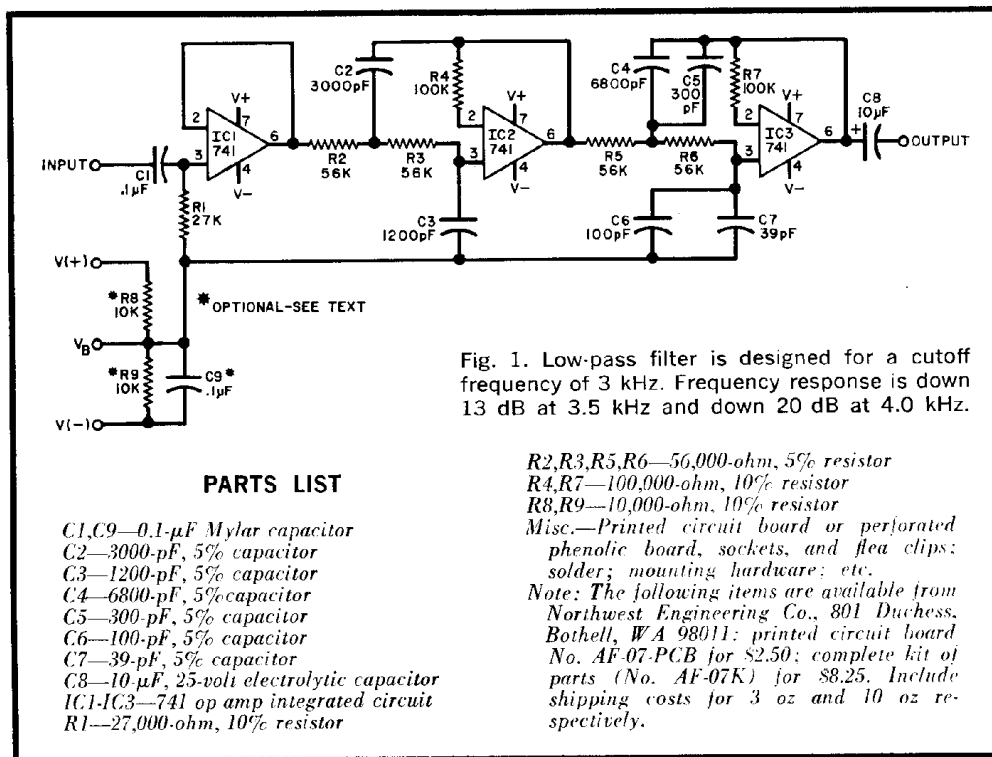 C2
3000pF
R4
100K
C4
6800pF
C5
300
pF
R7
100K
V+
7
2
IC1
741
6
3
4
V-
V+
7
2
IC2
741
6
3
4
V-
V+
7
2
IC3
741
6
3
4
V-
C8
10µF
+
OUTPUT
INPUT
C1
.1µF
R1
27K
R2
56K
R3
56K
R5
56K
R6
56K
C3
1200pF
C6
100pF
C7
39pF
V(+)
*R8
10K
*OPTIONAL-SEE TEXT
VB
*R9
10K
C9*
.1µF
V(-)
Fig. 1. Low-pass filter is designed for a cutoff
frequency of 3 kHz. Frequency response is down
13 dB at 3.5 kHz and down 20 dB at 4.0 kHz.
PARTS LIST
C1,C9—0.1-µF Mylar capacitor
C2—3000-pF, 5% capacitor
C3—1200-pF, 5% capacitor
C4—6800-pF, 5% capacitor
C5—300-pF, 5% capacitor
C6—100-pF, 5% capacitor
C7—39-pF, 5% capacitor
C8—10-µF, 25-volt electrolytic capacitor
IC1-IC3—741 op amp integrated circuit
R1—27,000-ohm, 10% resistor
R2,R3,R5,R6—56,000-ohm, 5% resistor
R4,R7—100,000-ohm, 10% resistor
R8,R9—10,000-ohm, 10% resistor
Misc.—Printed circuit board or perforated
phenolic board, sockets, and flea clips;
solder; mounting hardware; etc.
Note: The following items are available from
Northwest Engineering Co., 801 Duchess,
Bothell, WA 98011: printed circuit board
No. AF-07-PCB for $2.50; complete kit of
parts (No. AF-07K) for $8.25. Include
shipping costs for 3 oz and 10 oz re-
spectively.